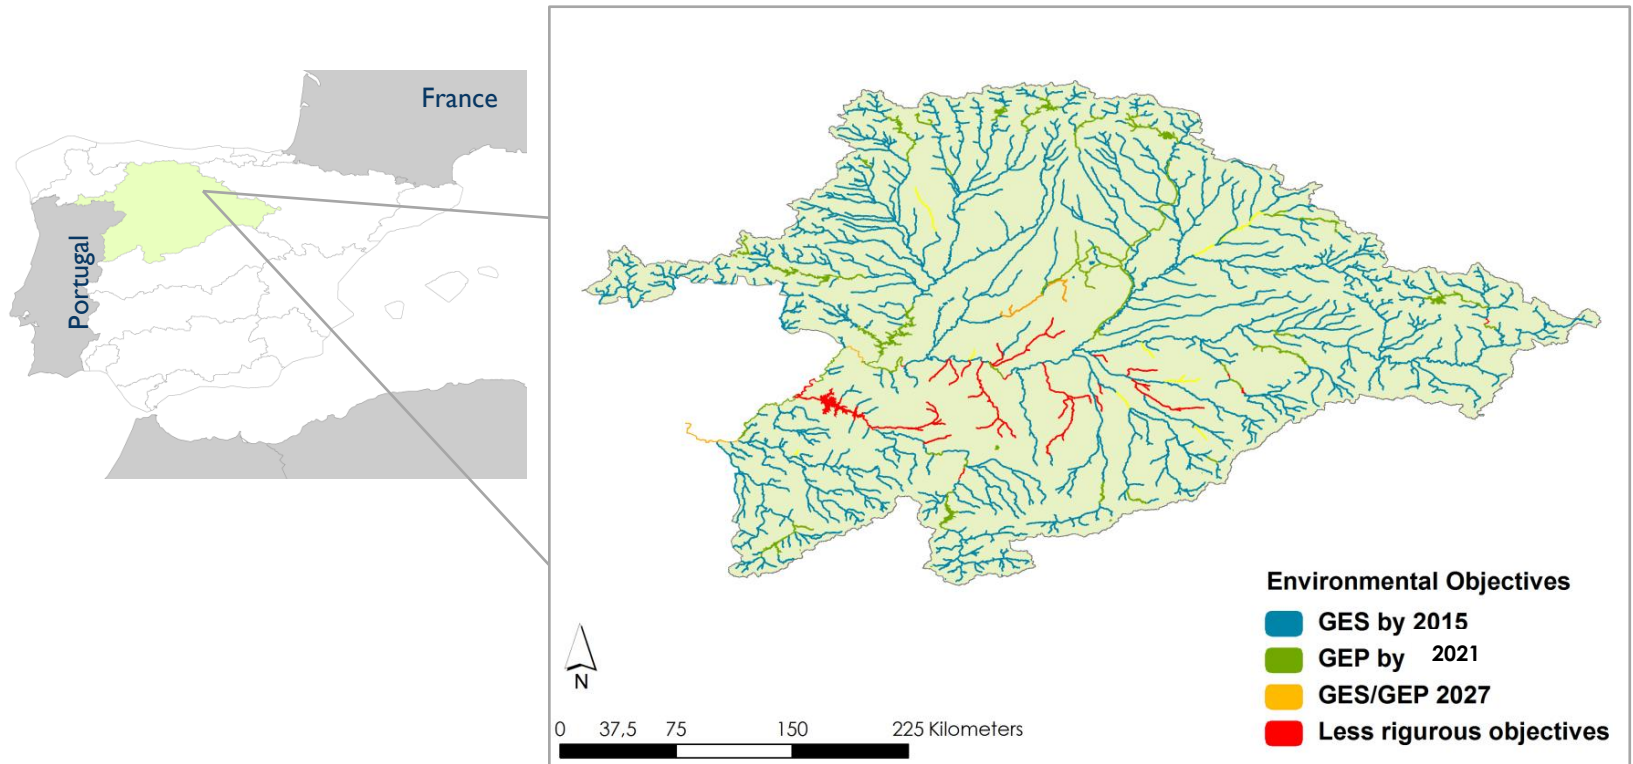 France
Portugal
Environmental Objectives
GES by 2015
GEP by 2021
GES/GEP 2027
Less rigurous objectives
N
0 37,5 75 150 225 Kilometers